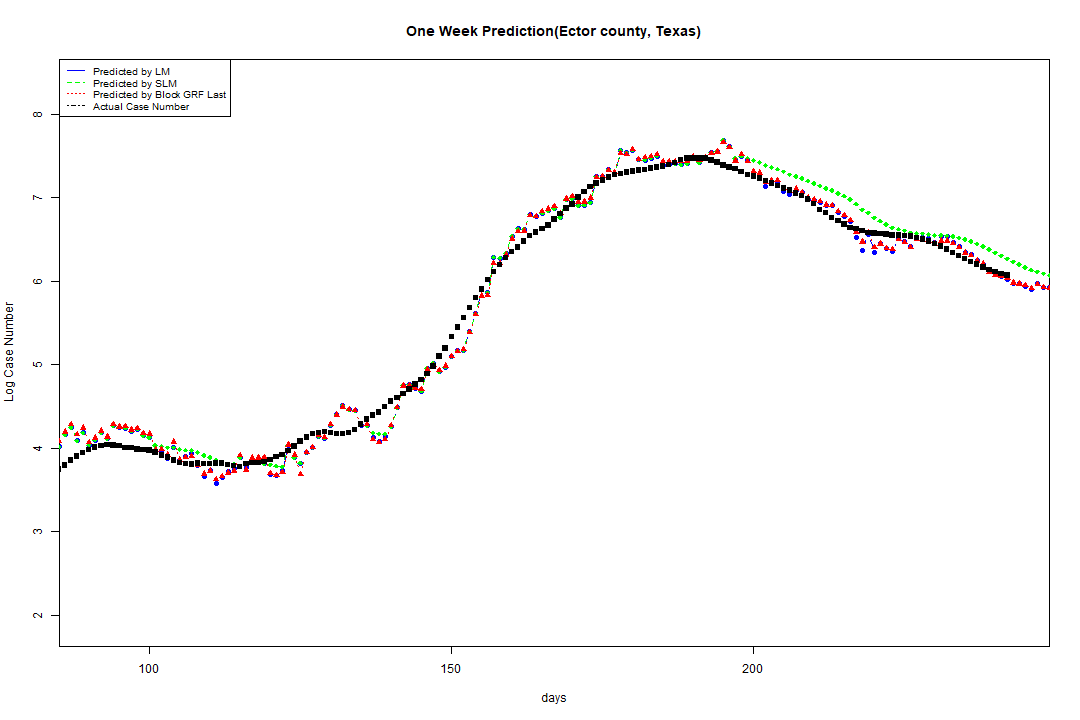 One Week Prediction(Ector county, Texas)
Predicted by LM
Predicted by SLM
Predicted by Block GRF Last
Actual Case Number
8
7
6
5
4
3
2
Log Case Number
100 150 200
days